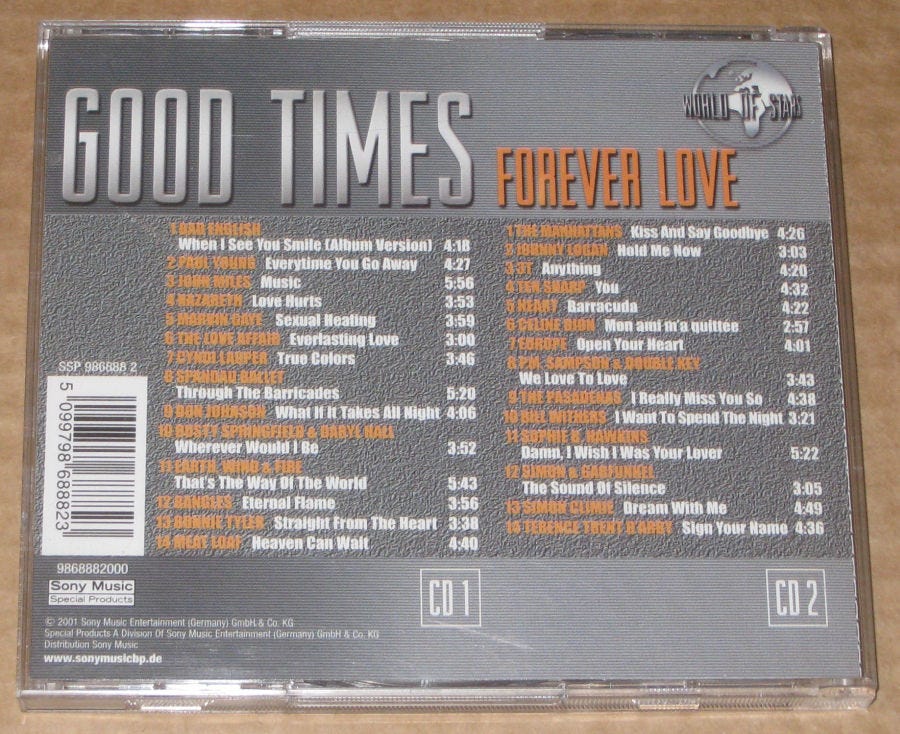 GOOD TIMES
FOREVER LOVE
WORLD OF STARS
1 BAD ENGLISH
When I See You Smile (Album Version) 4:18
2 PAUL YOUNG Everytime You Go Away 4:27
3 JOHN MILES Music 5:56
4 NAZARETH Love Hurts 3:53
5 MARVIN GAYE Sexual Heating 3:59
6 THE LOVE AFFAIR Everlasting Love 3:00
7 CYNDI LAUPER True Colors 3:46
8 SPANDAU BALLET
Through The Barricades 5:20
9 DON JOHNSON What If It Takes All Night 4:06
10 DUSTY SPRINGFIELD & DARYL HALL
Wherever Would I Be 3:52
11 EARTH, WIND & FIRE
That's The Way Of The World 5:43
12 BANGLES Eternal Flame 3:56
13 BONNIE TYLER Straight From The Heart 3:38
14 MEAT LOAF Heaven Can Wait 4:40
CD 1
1 THE MANHATTANS Kiss And Say Goodbye 4:26
2 JOHNNY LOGAN Hold Me Now 3:03
3 3T Anything 4:20
4 TEN SHARP You 4:32
5 HEART Barracuda 4:22
6 CELINE DION Mon ami m'a quittée 2:57
7 EUROPE Open Your Heart 4:01
8 P.M. SAMPSON & DOUBLE KEY
We Love To Love 3:43
9 THE PASADENAS I Really Miss You So 4:38
10 BILL WITHERS I Want To Spend The Night 3:21
11 SOPHIE B. HAWKINS
Damn, I Wish I Was Your Lover 5:22
12 SIMON & GARFUNKEL
The Sound Of Silence 3:05
13 SIMON CLIMIE Dream With Me 4:49
14 TERENCE TRENT D'ARBY Sign Your Name 4:36
CD 2
SSP 986888 2
5 099798 688823
9868882000
Sony Music
Special Products
© 2001 Sony Music Entertainment (Germany) GmbH & Co. KG
Special Products A Division Of Sony Music Entertainment (Germany) GmbH & Co. KG
Distribution Sony Music
www.sonymusicbp.de